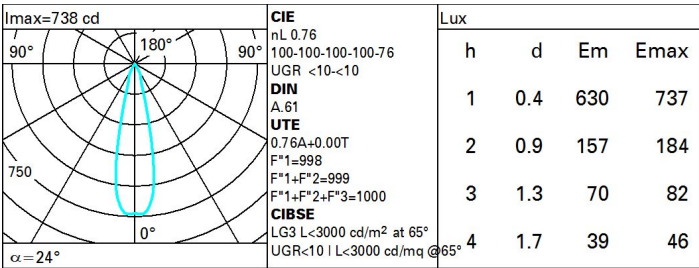 Imax=738 cd
90° 180° 90°
750
0°
α=24°
CIE
nL 0.76
100-100-100-100-76
UGR <10-<10
DIN
A.61
UTE
0.76A+0.00T
F"1=998
F"1+F"2=999
F"1+F"2+F"3=1000
CIBSE
LG3 L<3000 cd/m² at 65°
UGR<10 | L<3000 cd/mq @65°
Lux
h d Em Emax
1 0.4 630 737
2 0.9 157 184
3 1.3 70 82
4 1.7 39 46